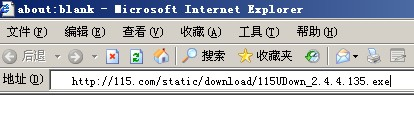 about:blank - Microsoft Internet Explorer
文件(F) 编辑(E) 查看(V) 收藏(A) 工具(T) 帮助(H)
后退 搜索 收藏夹
地址(D) http://115.com/static/download/115UDown_2.4.4.135.exe